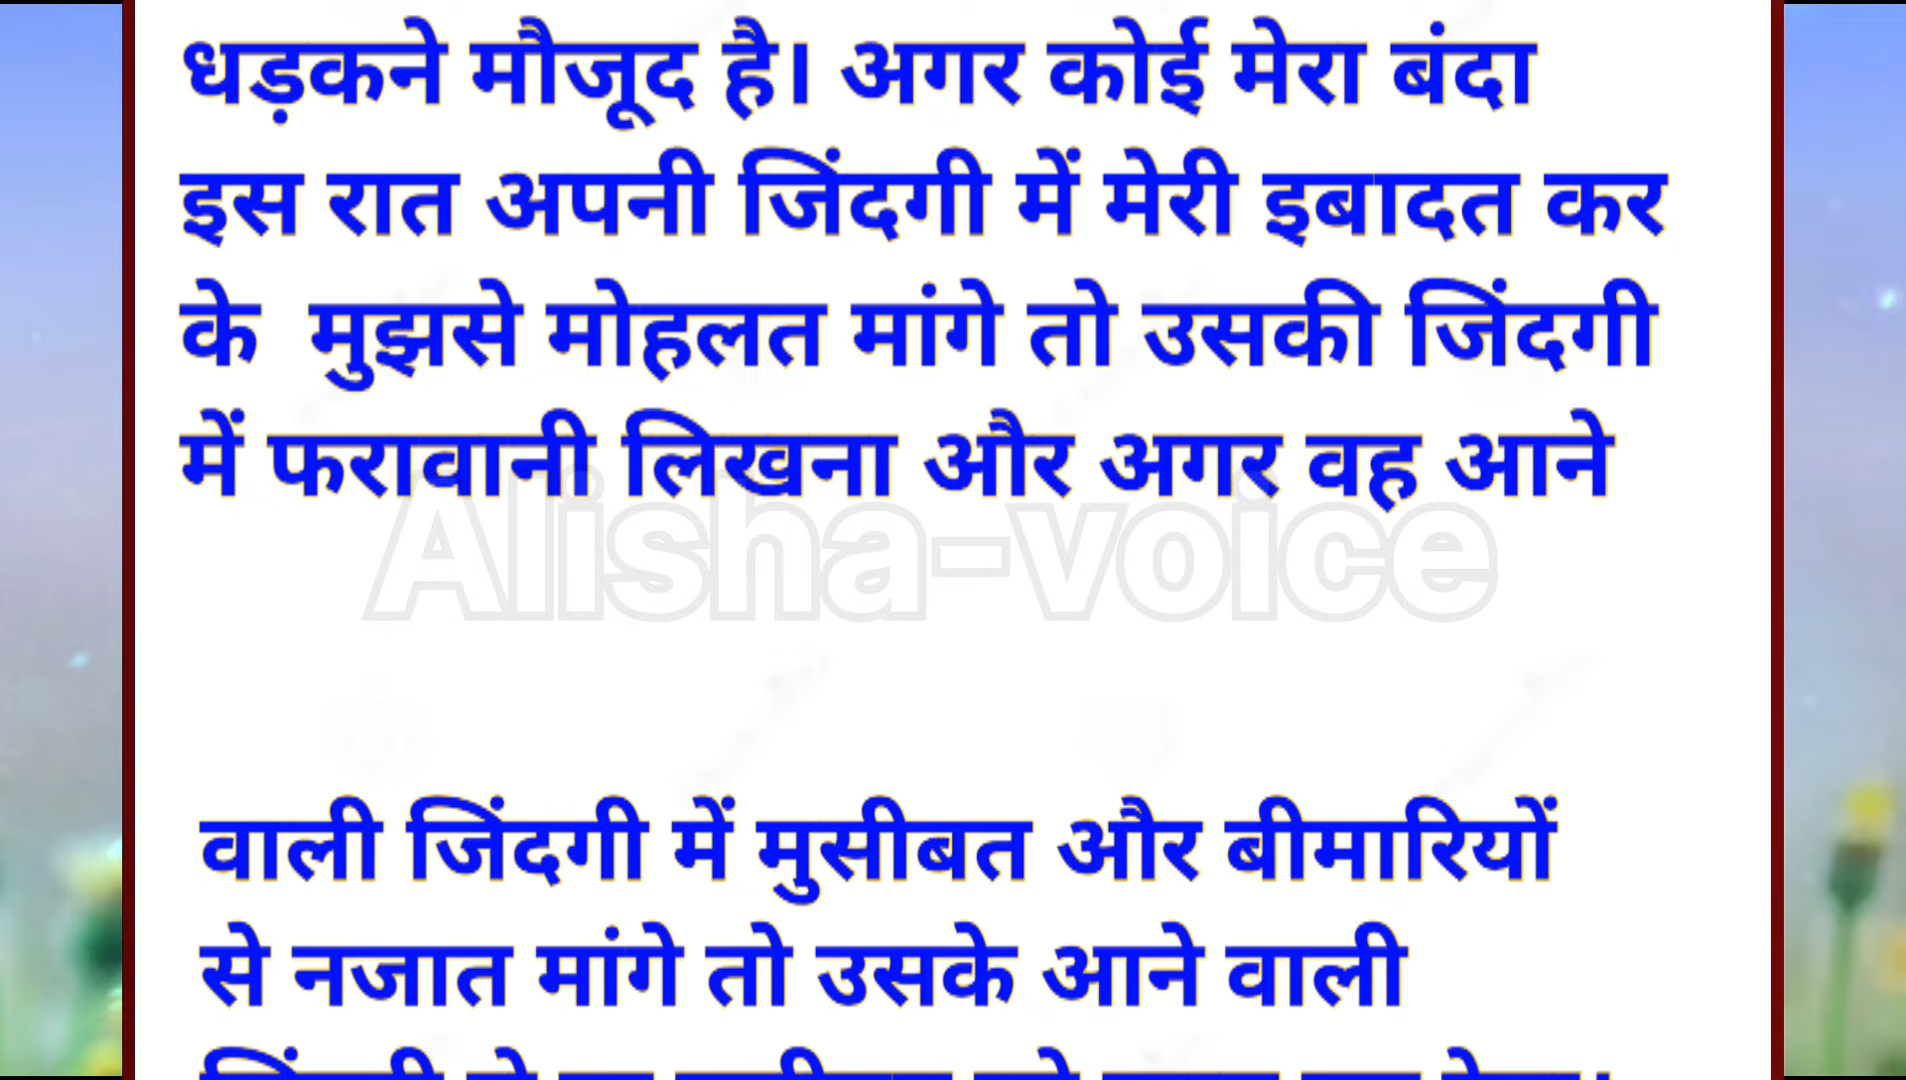 धड़कने मौजूद है। अगर कोई मेरा बंदा
इस रात अपनी जिंदगी में मेरी इबादत कर
के  मुझसे मोहलत मांगे तो उसकी जिंदगी
में फरावानी लिखना और अगर वह आने
Alisha-voice
वाली जिंदगी में मुसीबत और बीमारियों
से नजात मांगे तो उसके आने वाली